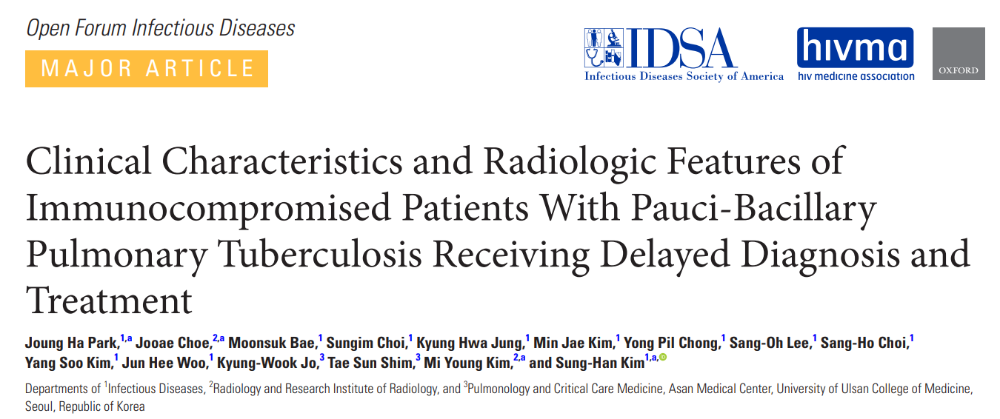 Open Forum Infectious Diseases
MAJOR ARTICLE
IDSA
Infectious Diseases Society of America
hivma
hiv medicine association
OXFORD
Clinical Characteristics and Radiologic Features of
Immunocompromised Patients With Pauci-Bacillary
Pulmonary Tuberculosis Receiving Delayed Diagnosis and
Treatment
Joung Ha Park,1,a Jooae Choe,2,a Moonsuk Bae,1 Sungim Choi,1 Kyung Hwa Jung,1 Min Jae Kim,1 Yong Pil Chong,1 Sang-Oh Lee,1 Sang-Ho Choi,1
Yang Soo Kim,1 Jun Hee Woo,1 Kyung-Wook Jo,3 Tae Sun Shim,3 Mi Young Kim,2,a and Sung-Han Kim1,a,iD
Departments of 1Infectious Diseases, 2Radiology and Research Institute of Radiology, and 3Pulmonology and Critical Care Medicine, Asan Medical Center, University of Ulsan College of Medicine,
Seoul, Republic of Korea